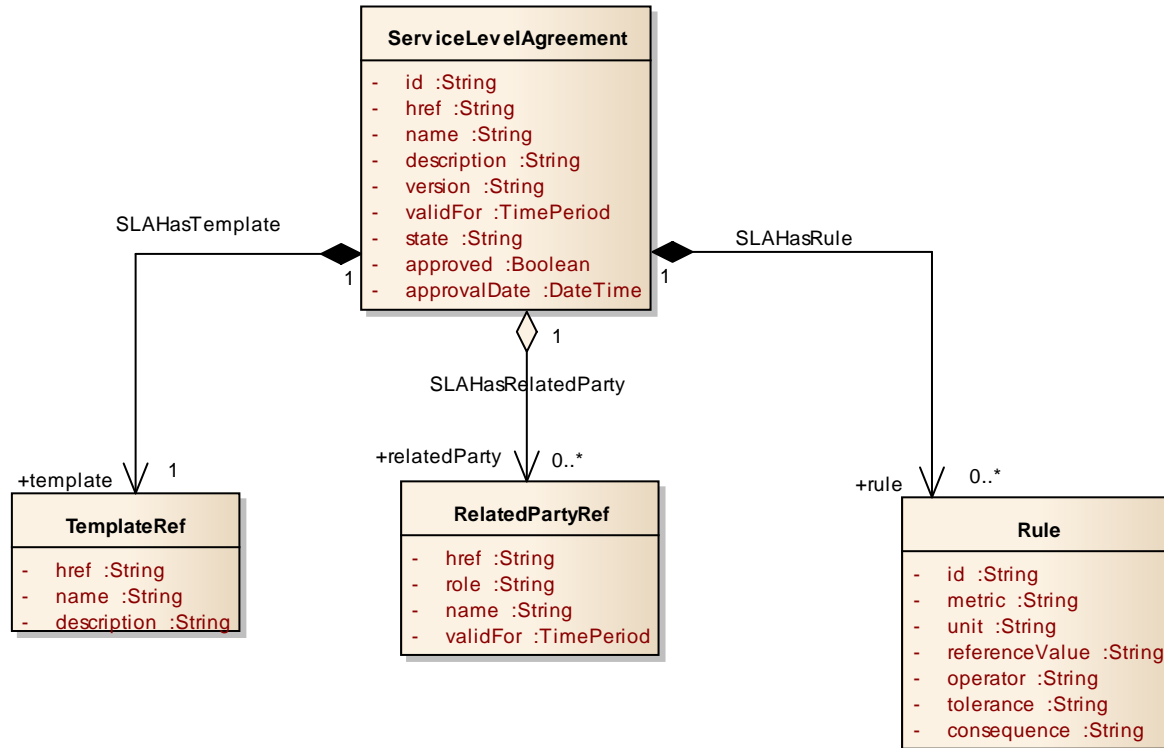 ServiceLevelAgreement
- id :String
- href :String
- name :String
- description :String
- version :String
- validFor :TimePeriod
- state :String
- approved :Boolean
- approvalDate :DateTime
SLAHasTemplate
1
SLAHasRule
1
1
SLAHasRelatedParty
+template
1
+relatedParty
0..*
+rule
0..*
TemplateRef
- href :String
- name :String
- description :String
RelatedPartyRef
- href :String
- role :String
- name :String
- validFor :TimePeriod
Rule
- id :String
- metric :String
- unit :String
- referenceValue :String
- operator :String
- tolerance :String
- consequence :String